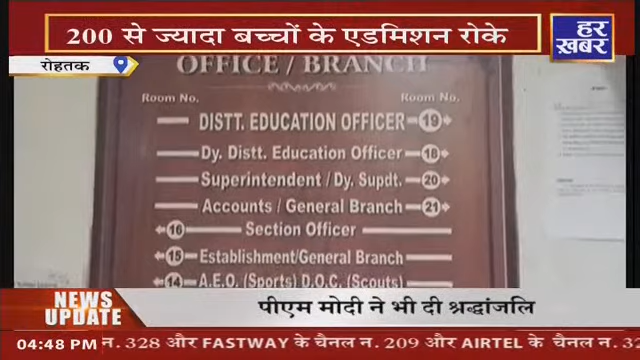 200 से ज्यादा बच्चों के एडमिशन रोके
हर ख़बर
रोहतक
OFFICE / BRANCH
Room No. Room No.
DISTT. EDUCATION OFFICER 19
Dy. Distt. Education Officer 18
Superintendent / Dy. Supdt. 20
Accounts / General Branch 21
16 Section Officer
15 Establishment/General Branch
14 A.E.O. (Sports) D.O.C. (Scouts)
NEWS UPDATE
पीएम मोदी ने भी दी श्रद्धांजलि
04:48 PM न. 328 और FASTWAY के चैनल न. 209 और AIRTEL के चैनल न. 32